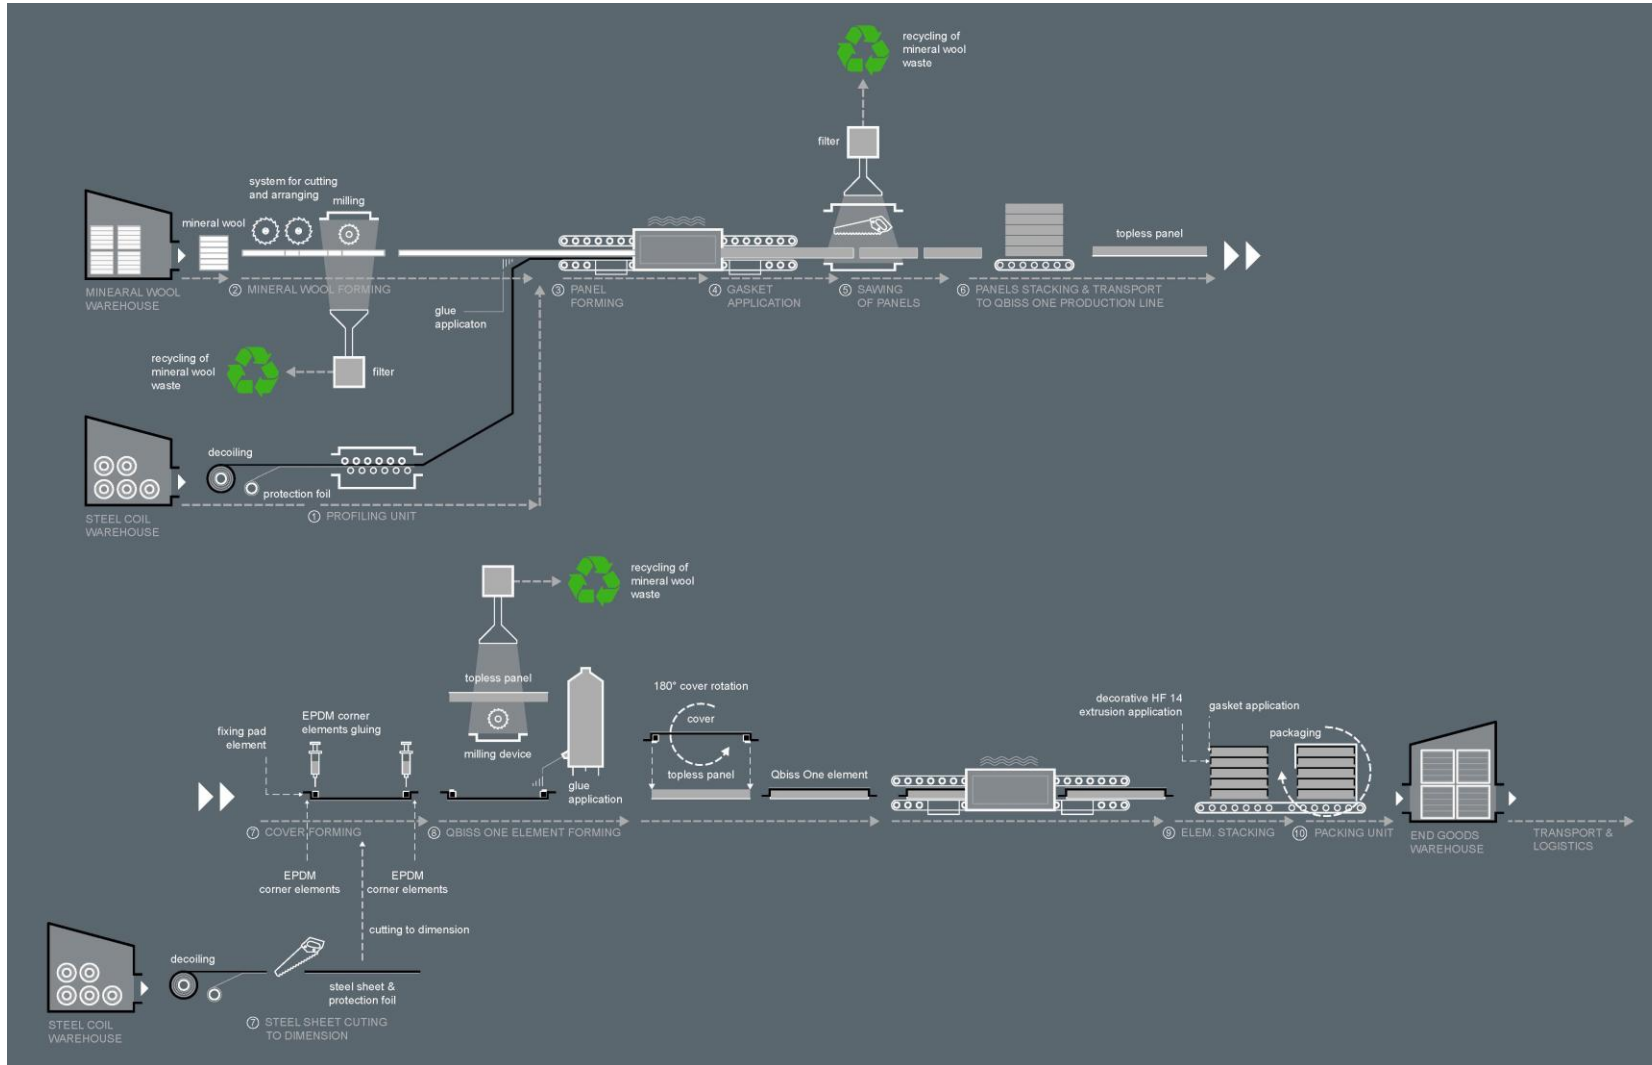 recycling of
mineral wool
waste
filter
system for cutting
and arranging
milling
mineral wool
topless panel
MINEARAL WOOL
WAREHOUSE
② MINERAL WOOL FORMING
③ PANEL
FORMING
④ GASKET
APPLICATION
⑤ SAWING
OF PANELS
⑥ PANELS STACKING & TRANSPORT
TO QBISS ONE PRODUCTION LINE
glue
applicaton
recycling of
mineral wool
waste
filter
decoiling
protection foil
STEEL COIL
WAREHOUSE
① PROFILING UNIT
recycling of
mineral wool
waste
topless panel
milling device
glue
application
fixing pad
element
EPDM corner
elements gluing
180° cover rotation
cover
topless panel
Qbiss One element
decorative HF 14
extrusion application
gasket application
packaging
⑦ COVER FORMING
⑧ QBISS ONE ELEMENT FORMING
⑨ ELEM. STACKING
⑩ PACKING UNIT
END GOODS
WAREHOUSE
TRANSPORT &
LOGISTICS
EPDM
corner elements
EPDM
corner elements
cutting to dimension
decoiling
steel sheet &
protection foil
STEEL COIL
WAREHOUSE
⑦ STEEL SHEET CUTING
TO DIMENSION